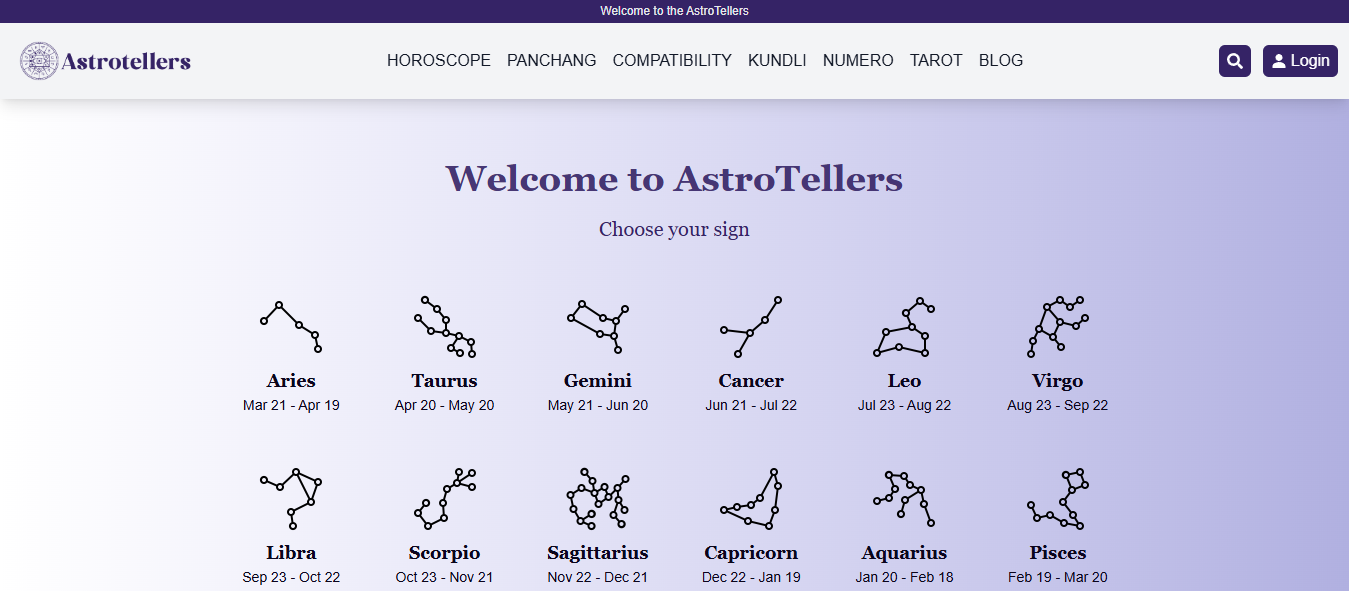 Welcome to the AstroTellers
Astrotellers
HOROSCOPE PANCHANG COMPATIBILITY KUNDLI NUMERO TAROT BLOG
Login
Welcome to AstroTellers
Choose your sign
Aries Taurus Gemini Cancer Leo Virgo
Mar 21 - Apr 19 Apr 20 - May 20 May 21 - Jun 20 Jun 21 - Jul 22 Jul 23 - Aug 22 Aug 23 - Sep 22
Libra Scorpio Sagittarius Capricorn Aquarius Pisces
Sep 23 - Oct 22 Oct 23 - Nov 21 Nov 22 - Dec 21 Dec 22 - Jan 19 Jan 20 - Feb 18 Feb 19 - Mar 20